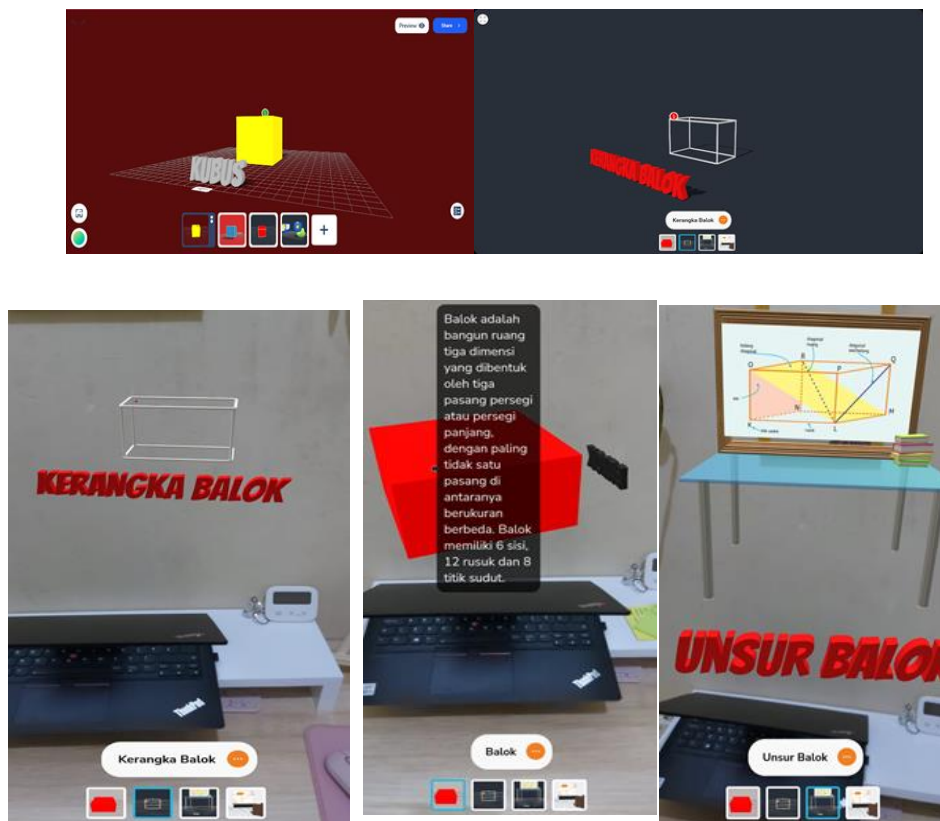 Preview
Share
KUBUS
KERANGKA BALOK
Kerangka Balok
KERANGKA BALOK
ThinkPad
Kerangka Balok
Balok adalah
bangun ruang
tiga dimensi
yang dibentuk
oleh tiga
pasang persegi
atau persegi
panjang,
dengan paling
tidak satu
pasang di
antaranya
berukuran
berbeda. Balok
memiliki 6 sisi,
12 rusuk dan 8
titik sudut.
ThinkPad
Balok
O
R
P
Q
K
N
L
M
UNSUR BALOK
Unsur Balok